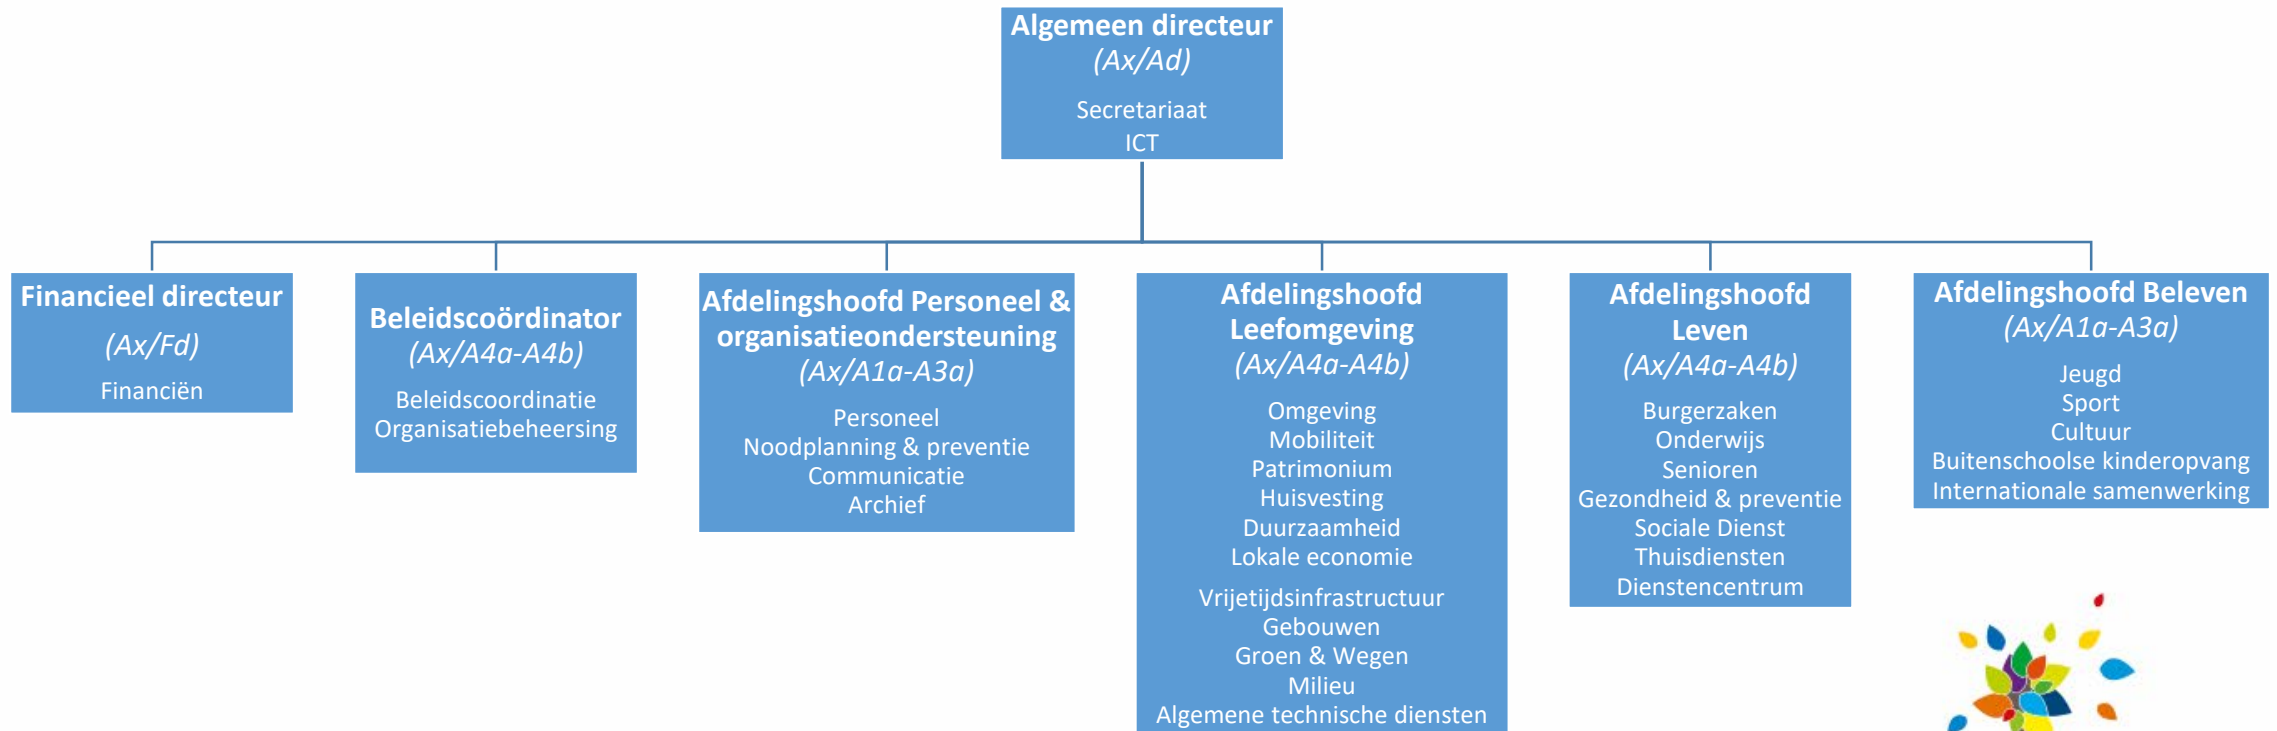 Algemeen directeur
(Ax/Ad)
Secretariaat
ICT
Financieel directeur
(Ax/Fd)
Financiën
Beleidscoördinator
(Ax/A4a-A4b)
Beleidscoordinatie
Organisatiebeheersing
Afdelingshoofd Personeel &
organisatieondersteuning
(Ax/A1a-A3a)
Personeel
Noodplanning & preventie
Communicatie
Archief
Afdelingshoofd
Leefomgeving
(Ax/A4a-A4b)
Omgeving
Mobiliteit
Patrimonium
Huisvesting
Duurzaamheid
Lokale economie
Vrijetijdsinfrastructuur
Gebouwen
Groen & Wegen
Milieu
Algemene technische diensten
Afdelingshoofd
Leven
(Ax/A4a-A4b)
Burgerzaken
Onderwijs
Senioren
Gezondheid & preventie
Sociale Dienst
Thuisdiensten
Dienstencentrum
Afdelingshoofd Beleven
(Ax/A1a-A3a)
Jeugd
Sport
Cultuur
Buitenschoolse kinderopvang
Internationale samenwerking